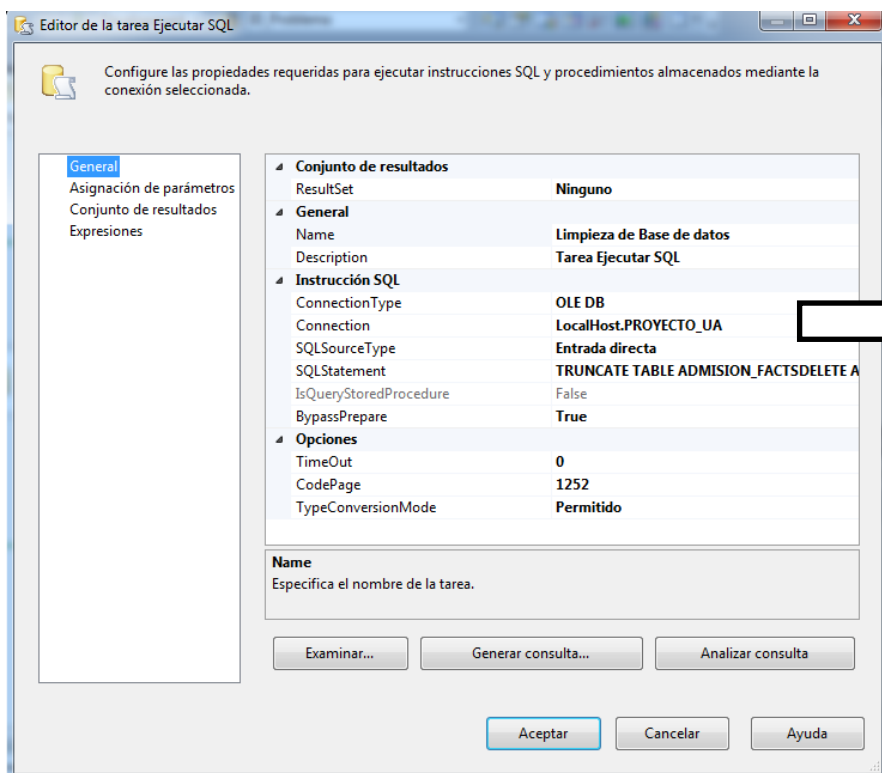 Editor de la tarea Ejecutar SQL
Configure las propiedades requeridas para ejecutar instrucciones SQL y procedimientos almacenados mediante la
conexión seleccionada.
General
Asignación de parámetros
Conjunto de resultados
Expresiones
Conjunto de resultados
ResultSet Ninguno
General
Name Limpieza de Base de datos
Description Tarea Ejecutar SQL
Instrucción SQL
ConnectionType OLE DB
Connection LocalHost.PROYECTO_UA
SQLSourceType Entrada directa
SQLStatement TRUNCATE TABLE ADMISION_FACTSDELETE A
IsQueryStoredProcedure False
BypassPrepare True
Opciones
TimeOut 0
CodePage 1252
TypeConversionMode Permitido
Name
Especifica el nombre de la tarea.
Examinar... Generar consulta... Analizar consulta
Aceptar Cancelar Ayuda